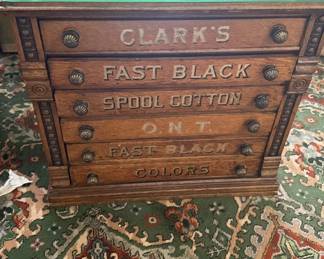 CLARK'S
FAST BLACK
SPOOL COTTON
O.N.T.
FAST BLACK
COLORS